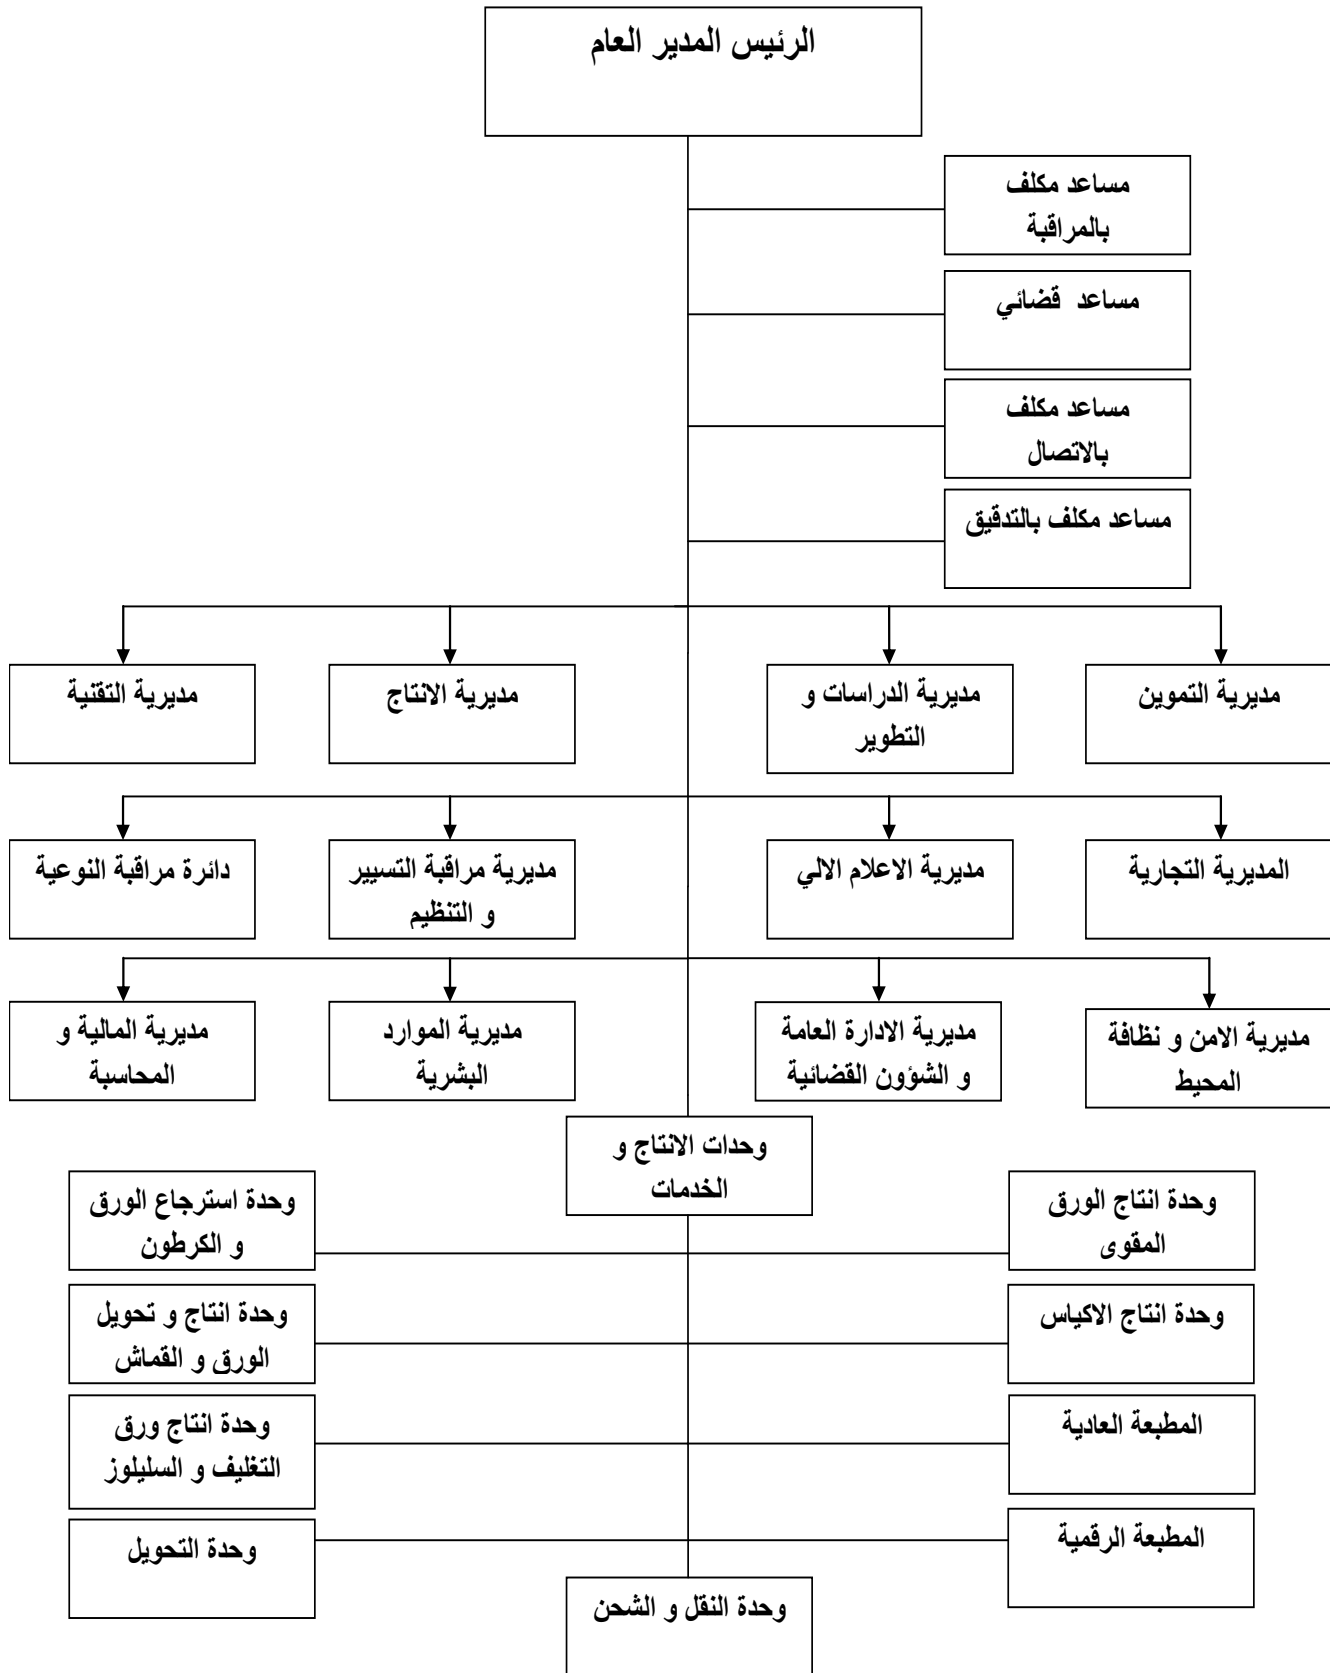 الرئيس المدير العام
مساعد مكلف
بالمراقبة
مساعد قضائي
مساعد مكلف
بالاتصال
مساعد مكلف بالتدقيق
مديرية التموين
مديرية الدراسات و
التطوير
مديرية الانتاج
مديرية التقنية
المديرية التجارية
مديرية الاعلام الالي
مديرية مراقبة التسيير
و التنظيم
دائرة مراقبة النوعية
مديرية الامن و نظافة
المحيط
مديرية الادارة العامة
و الشؤون القضائية
مديرية الموارد
البشرية
مديرية المالية و
المحاسبة
وحدات الانتاج و
الخدمات
وحدة انتاج الورق
المقوى
وحدة استرجاع الورق
و الكرطون
وحدة انتاج الاكياس
وحدة انتاج و تحويل
الورق و القماش
المطبعة العادية
وحدة انتاج ورق
التغليف و السليلوز
المطبعة الرقمية
وحدة التحويل
وحدة النقل و الشحن